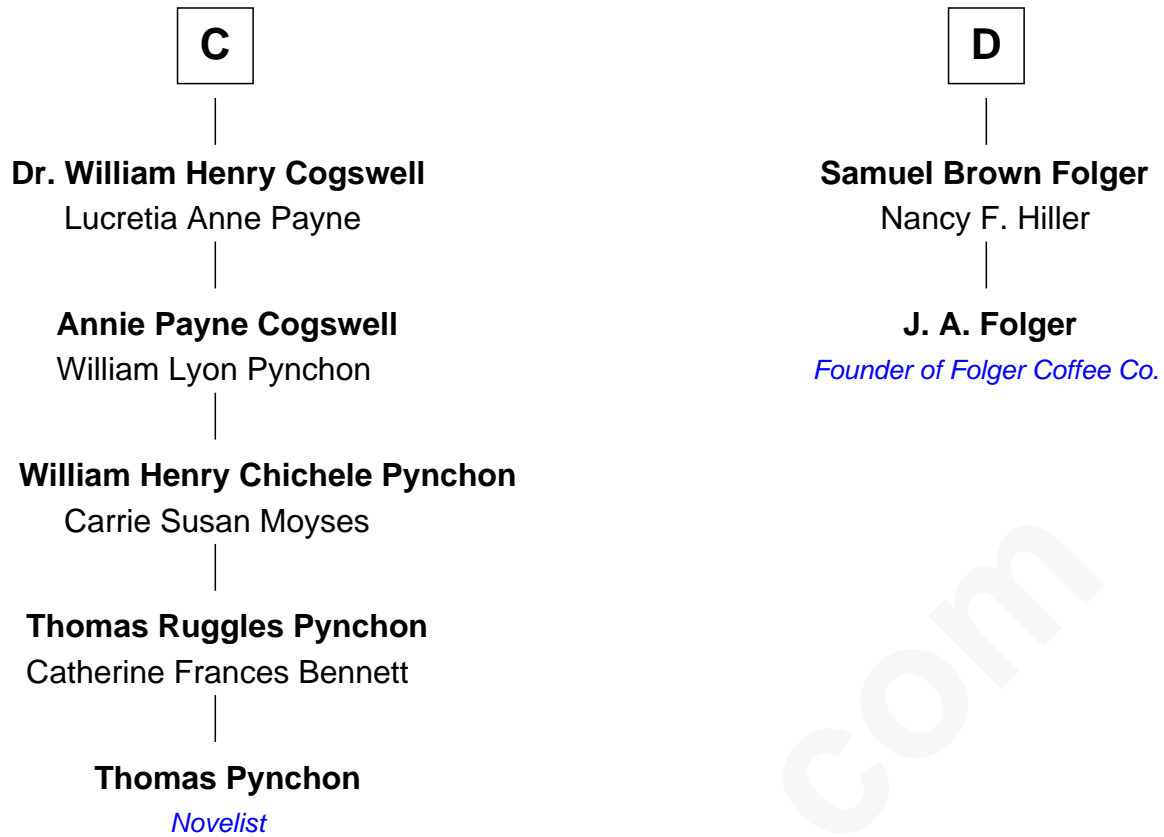 C
Dr. William Henry Cogswell
Lucretia Anne Payne
Annie Payne Cogswell
William Lyon Pynchon
William Henry Chichele Pynchon
Carrie Susan Moyses
Thomas Ruggles Pynchon
Catherine Frances Bennett
Thomas Pynchon
Novelist
D
Samuel Brown Folger
Nancy F. Hiller
J. A. Folger
Founder of Folger Coffee Co.
com